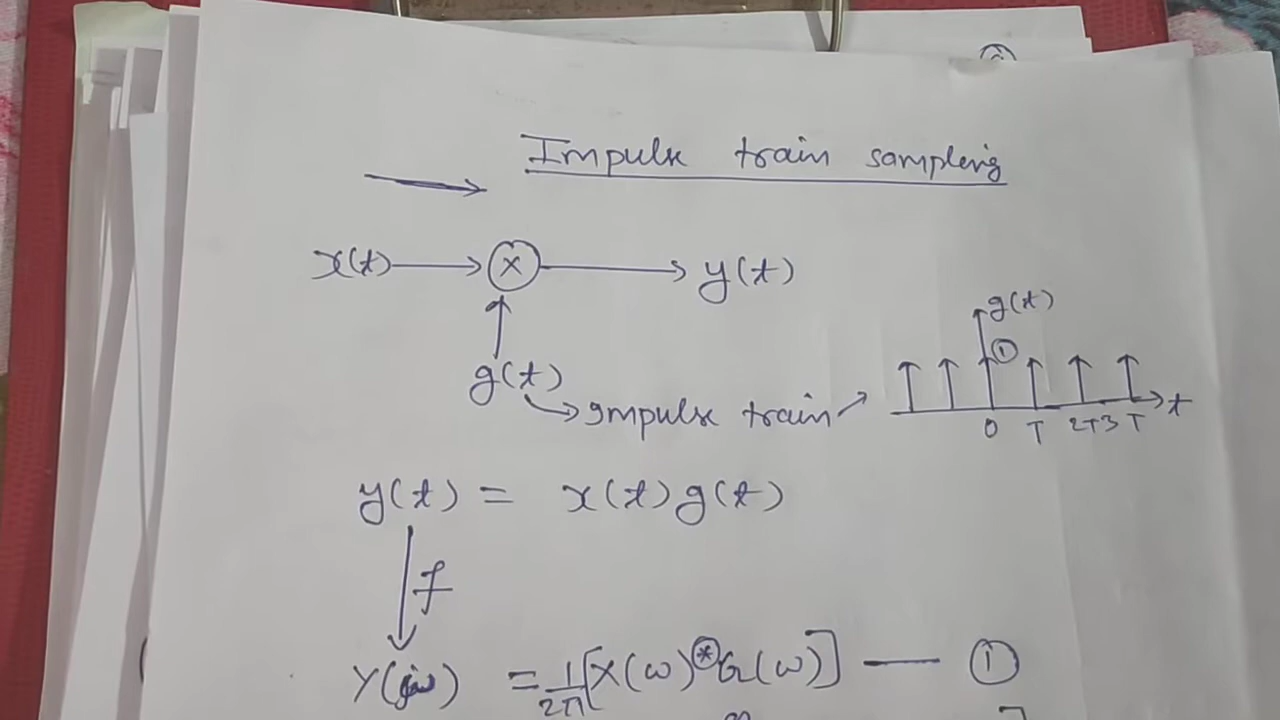 Impulse train sampling
x(t) → ⊗ → y(t)
g(t)
① 
g(t)
→ Impulse train ↗
t
0 T 2T 3T
y(t) = x(t)g(t)
↓ f
Y(jω) = 1/2π [X(ω) ⊛ G(ω)] — ①